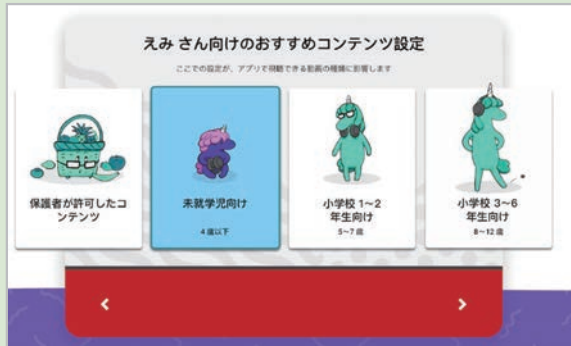 えみ さん向けのおすすめコンテンツ設定
ここでの設定が、アプリで視聴できる動画の種類に影響します
保護者が許可したコ
ンテンツ
未就学児向け
4 歳以下
小学校 1~2
年生向け
5~7 歳
小学校 3~6
年生向け
8~12 歳